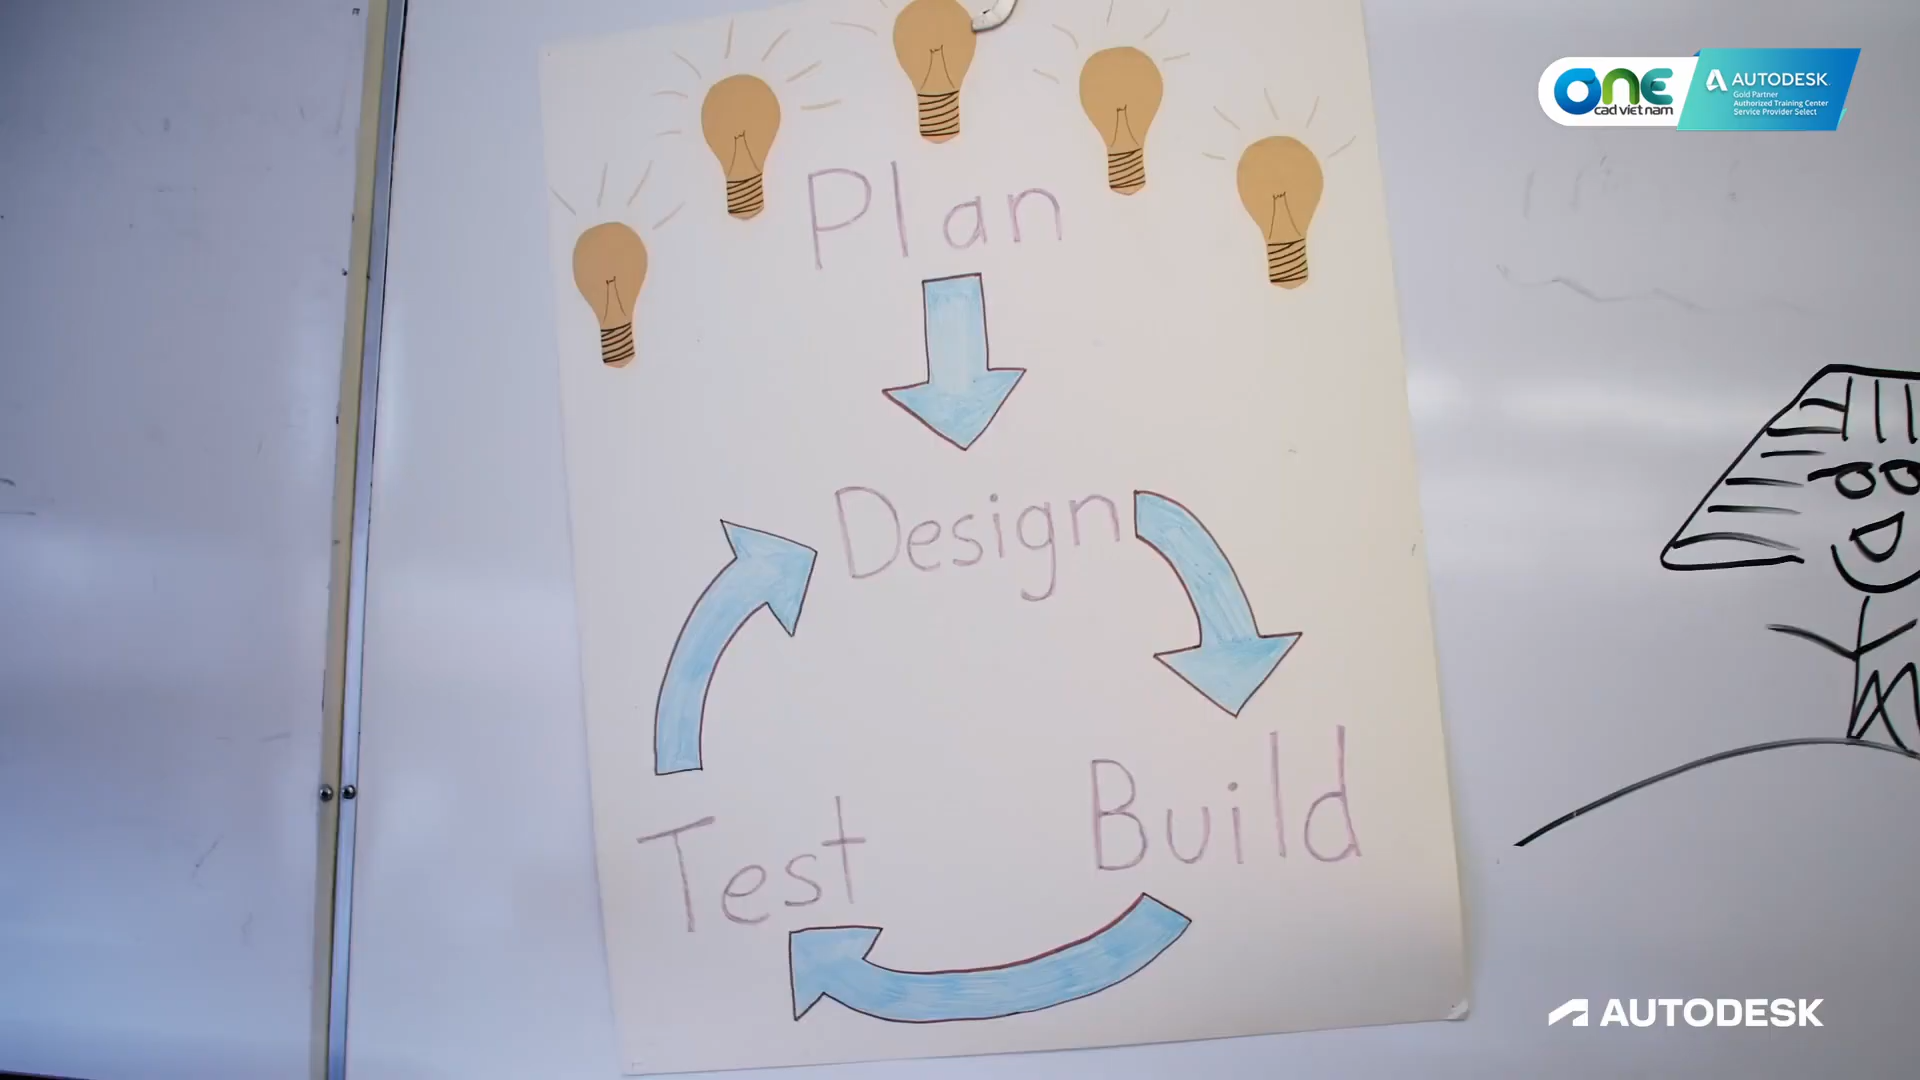 one
cad viet nam
AUTODESK
Gold Partner
Authorized Training Center
Service Provider Select
Plan
Design
Build
Test
AUTODESK